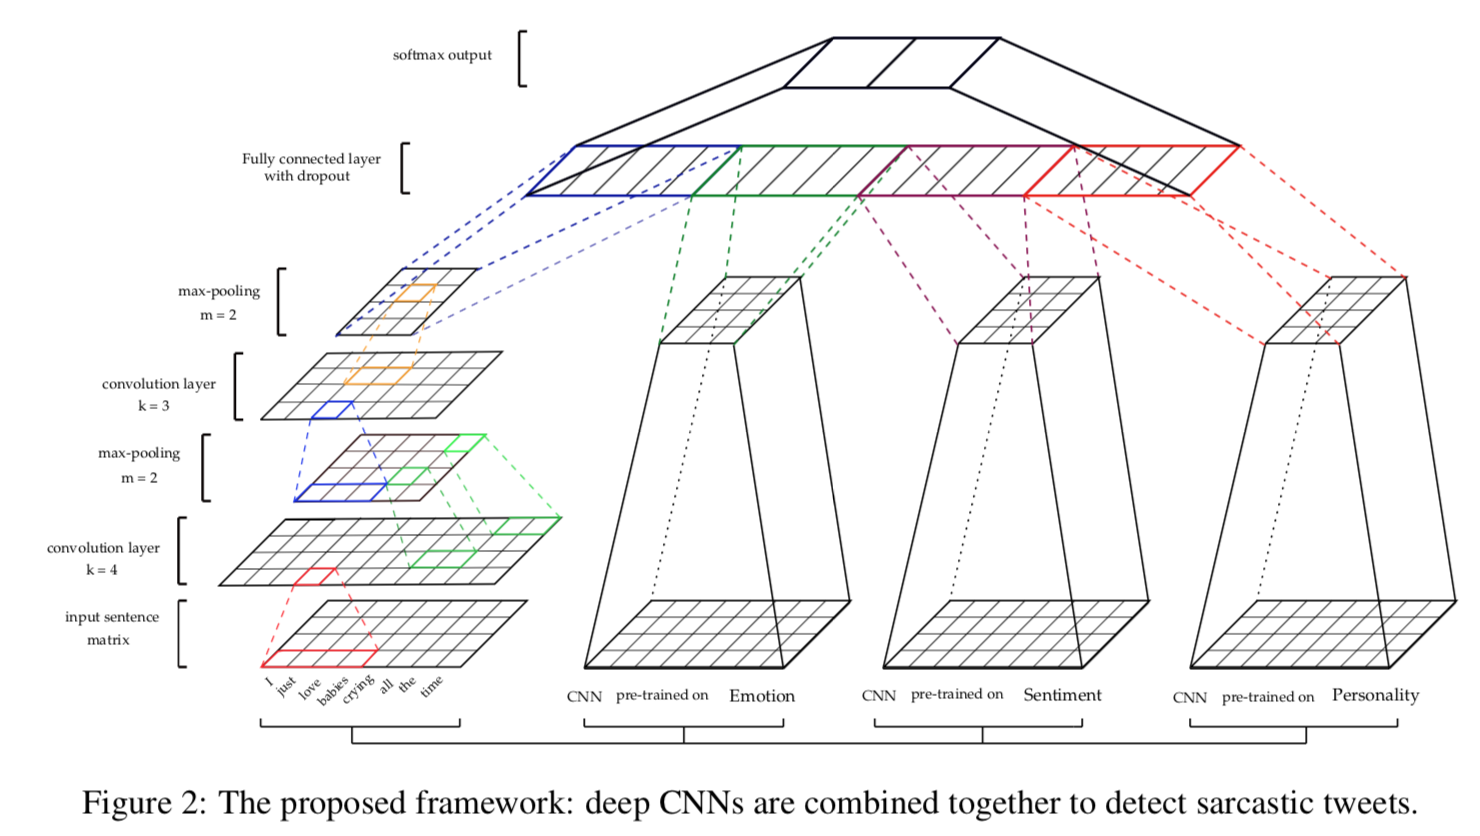 softmax output
Fully connected layer
with dropout
max-pooling
m = 2
convolution layer
k = 3
max-pooling
m = 2
convolution layer
k = 4
input sentence
matrix
I
just
love
babies
crying
all
the
time
CNN pre-trained on Emotion
CNN pre-trained on Sentiment
CNN pre-trained on Personality
Figure 2: The proposed framework: deep CNNs are combined together to detect sarcastic tweets.